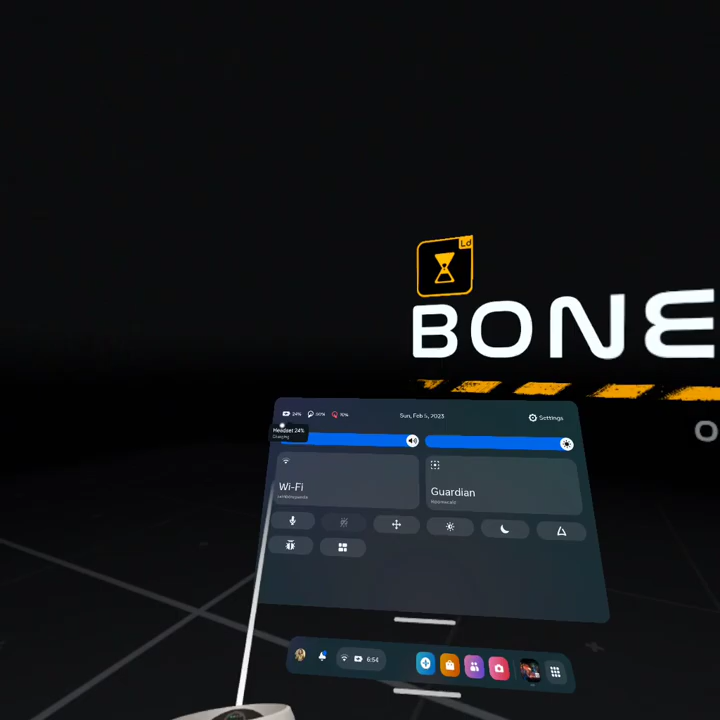 Ld
BONE
O
24%
Sun, Feb 5, 2023
Settings
Headset 24%
Charging
Wi-Fi
Guardian
6:54